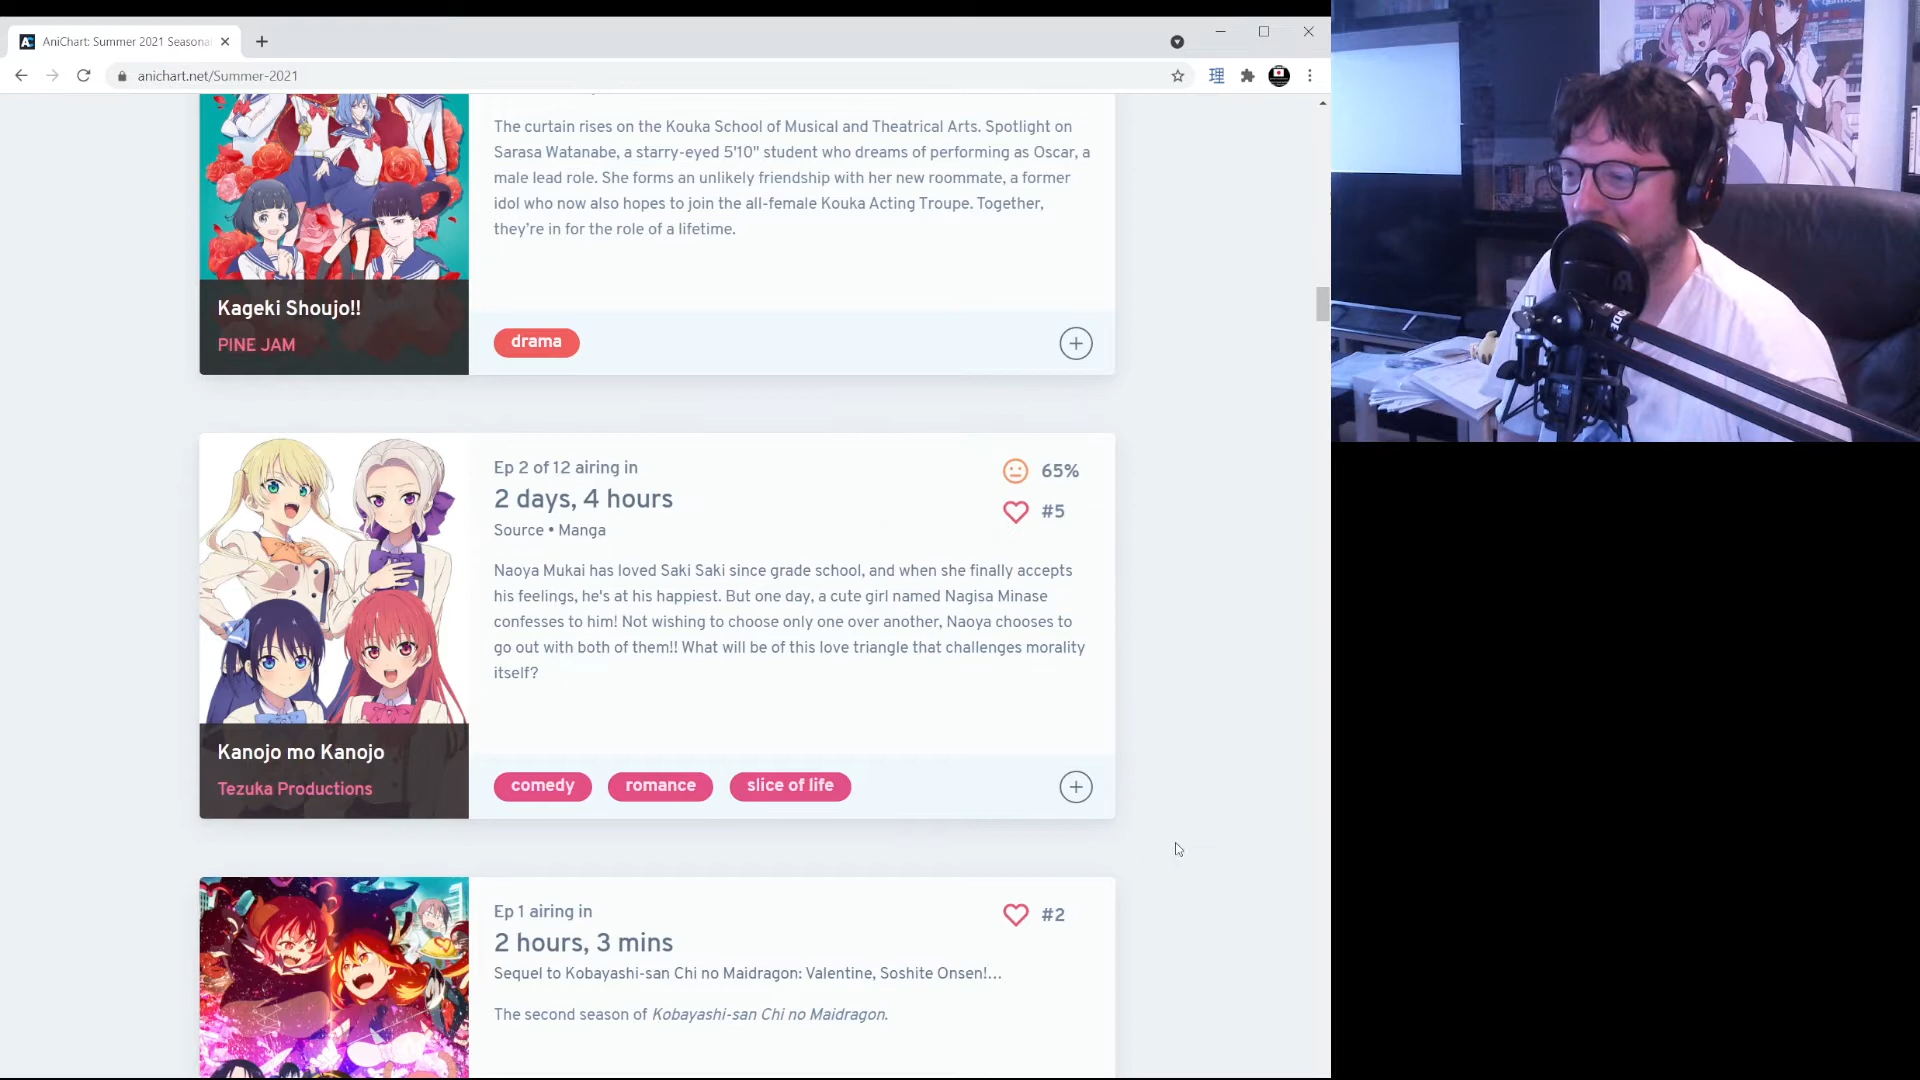 AniChart: Summer 2021 Seasona
anichart.net/Summer-2021
The curtain rises on the Kouka School of Musical and Theatrical Arts. Spotlight on
Sarasa Watanabe, a starry-eyed 5'10" student who dreams of performing as Oscar, a
male lead role. She forms an unlikely friendship with her new roommate, a former
idol who now also hopes to join the all-female Kouka Acting Troupe. Together,
they're in for the role of a lifetime.
Kageki Shoujo!!
PINE JAM
drama
Ep 2 of 12 airing in
65%
2 days, 4 hours
#5
Source • Manga
Naoya Mukai has loved Saki Saki since grade school, and when she finally accepts
his feelings, he's at his happiest. But one day, a cute girl named Nagisa Minase
confesses to him! Not wishing to choose only one over another, Naoya chooses to
go out with both of them!! What will be of this love triangle that challenges morality
itself?
Kanojo mo Kanojo
Tezuka Productions
comedy romance slice of life
Ep 1 airing in
#2
2 hours, 3 mins
Sequel to Kobayashi-san Chi no Maidragon: Valentine, Soshite Onsen!...
The second season of Kobayashi-san Chi no Maidragon.